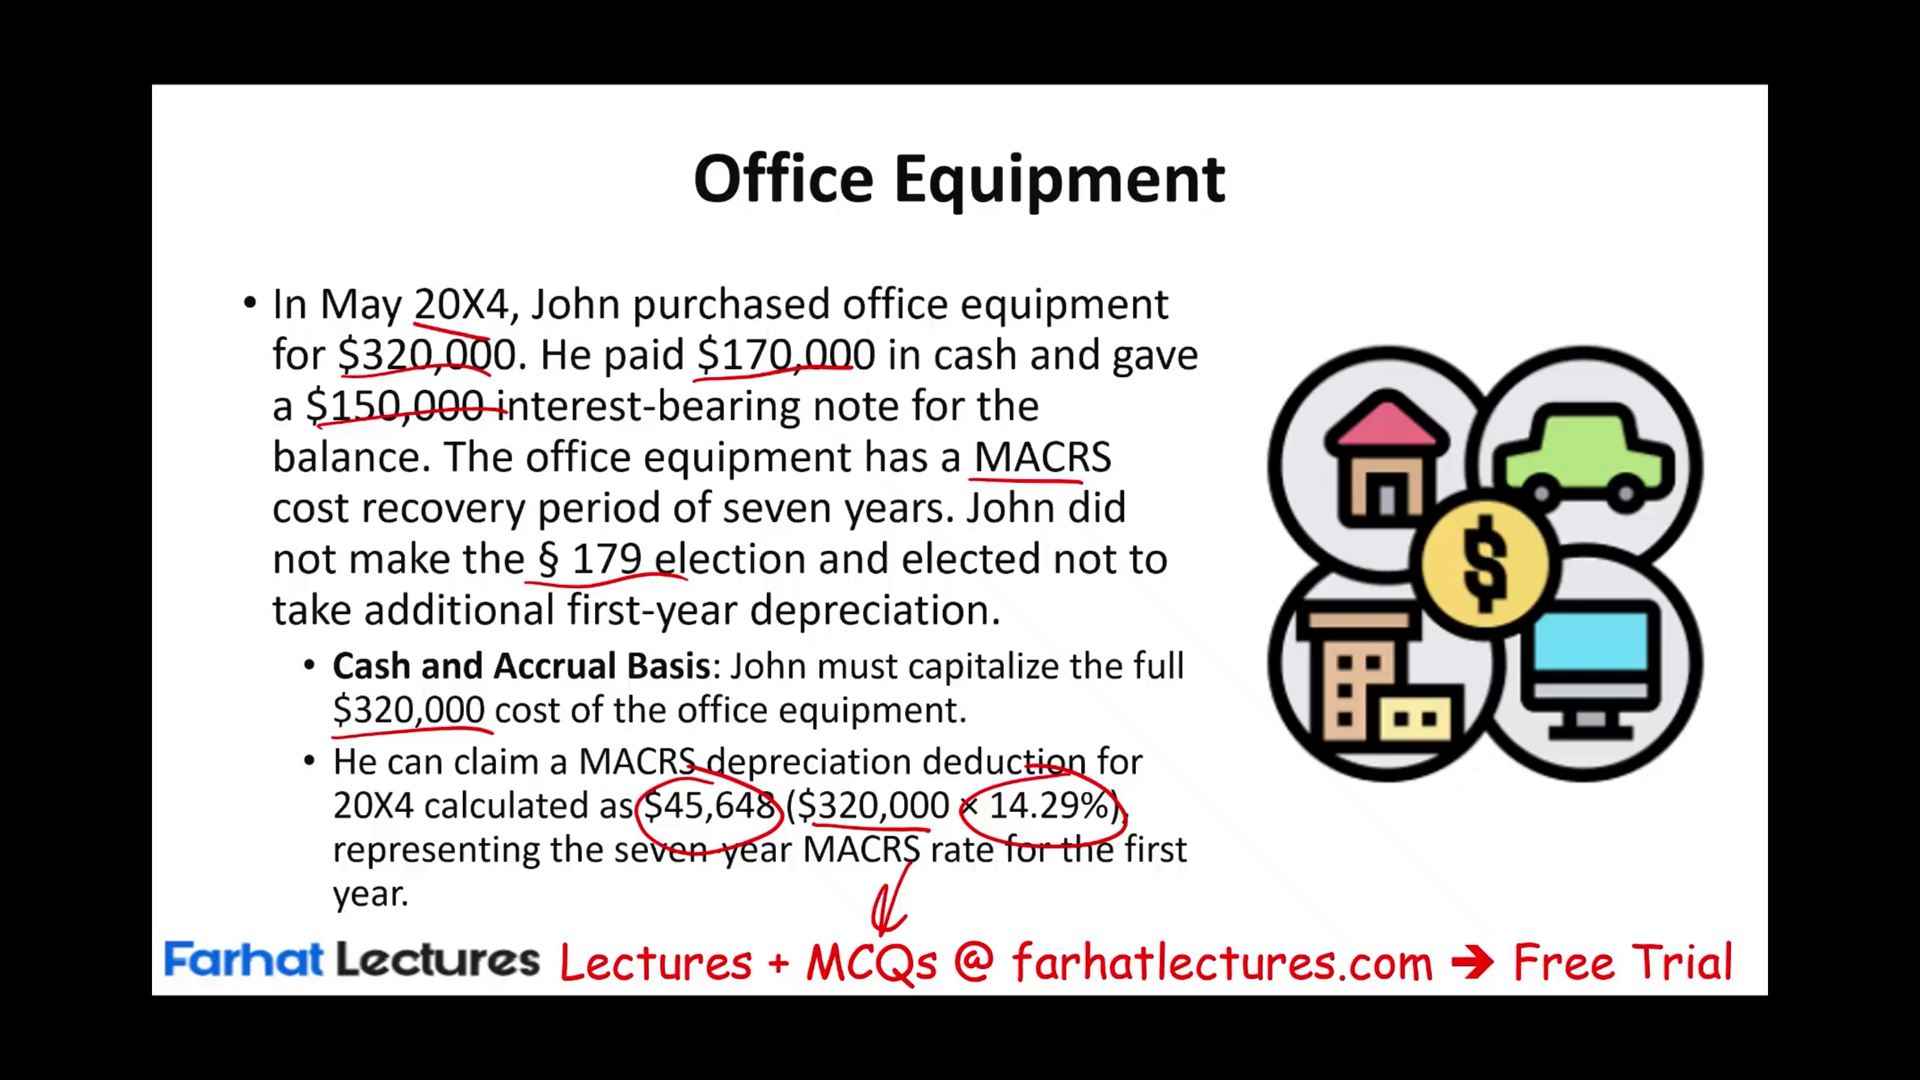 Office Equipment
• In May 20X4, John purchased office equipment
for $320,000. He paid $170,000 in cash and gave
a $150,000 interest-bearing note for the
balance. The office equipment has a MACRS
cost recovery period of seven years. John did
not make the § 179 election and elected not to
take additional first-year depreciation.
• Cash and Accrual Basis: John must capitalize the full
$320,000 cost of the office equipment.
• He can claim a MACRS depreciation deduction for
20X4 calculated as $45,648 ($320,000 × 14.29%),
representing the seven-year MACRS rate for the first
year.
Farhat Lectures Lectures + MCQs @ farhatlectures.com → Free Trial
$